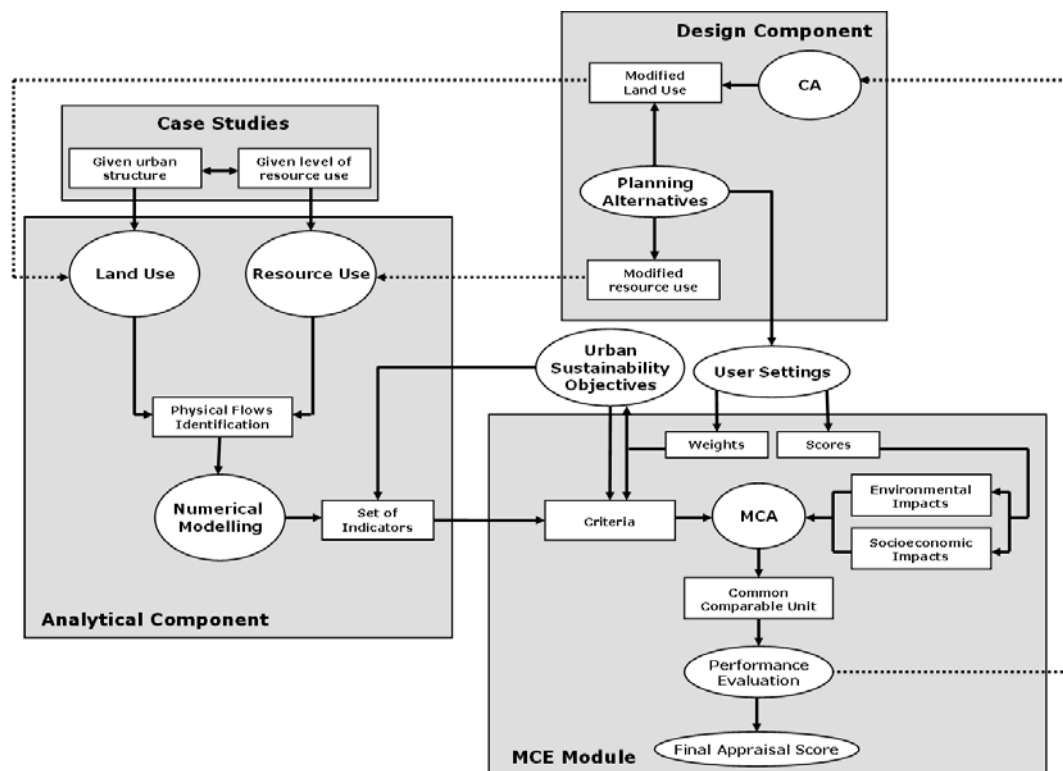 Design Component
Modified
Land Use
CA
Case Studies
Given urban
structure
Given level of
resource use
Planning
Alternatives
Land Use
Resource Use
Modified
resource use
Urban
Sustainability
Objectives
User Settings
Physical Flows
Identification
Weights
Scores
Numerical
Modelling
Set of
Indicators
Criteria
MCA
Environmental
Impacts
Socioeconomic
Impacts
Common
Comparable Unit
Analytical Component
Performance
Evaluation
Final Appraisal Score
MCE Module